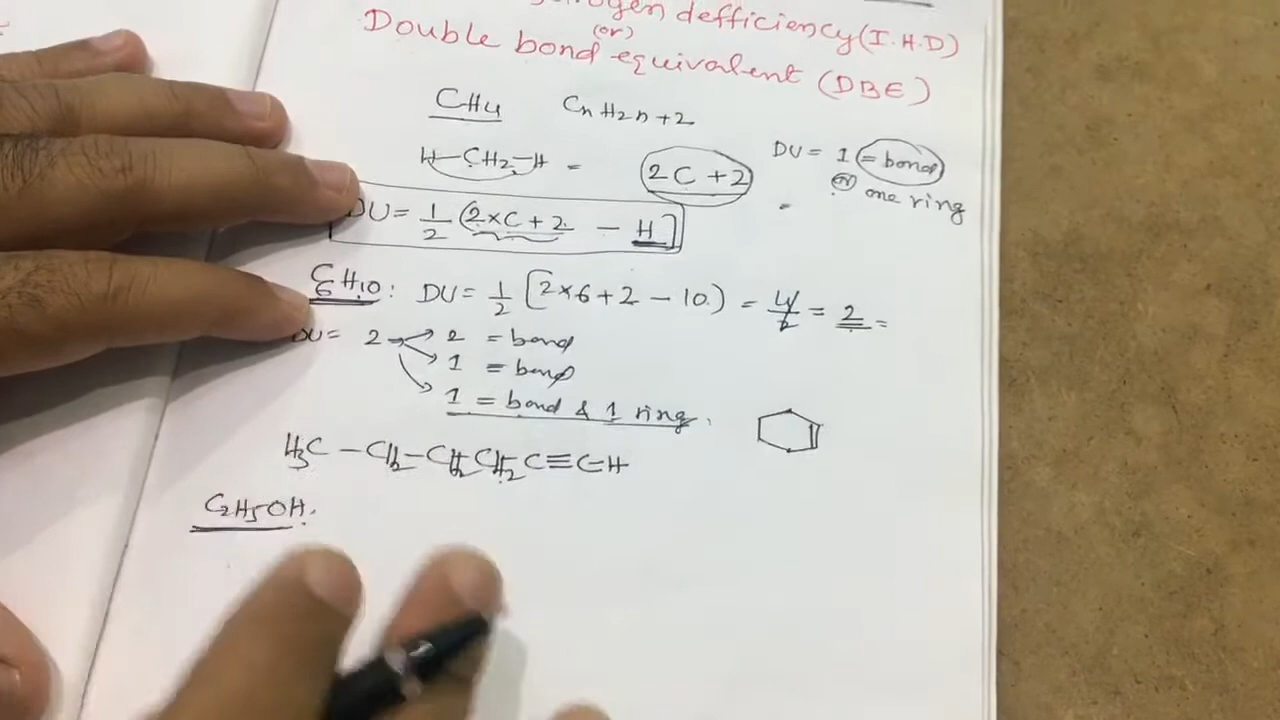 defficiency (I.H.D)
(or)
Double bond equivalent (DBE)
CH4 CnH2n+2
H-CH2-H = 2C+2
DU = 1 = bond
or one ring
DU = 1/2 (2×C+2 - H]
C6H10: DU = 1/2 [2×6+2-10) = 4/2 = 2 =
DU = 2 → 2 = bond
1 ≡ bond
1 = bond & 1 ring.
H3C-CH2-CH2CH2C≡CH
C2H5OH.